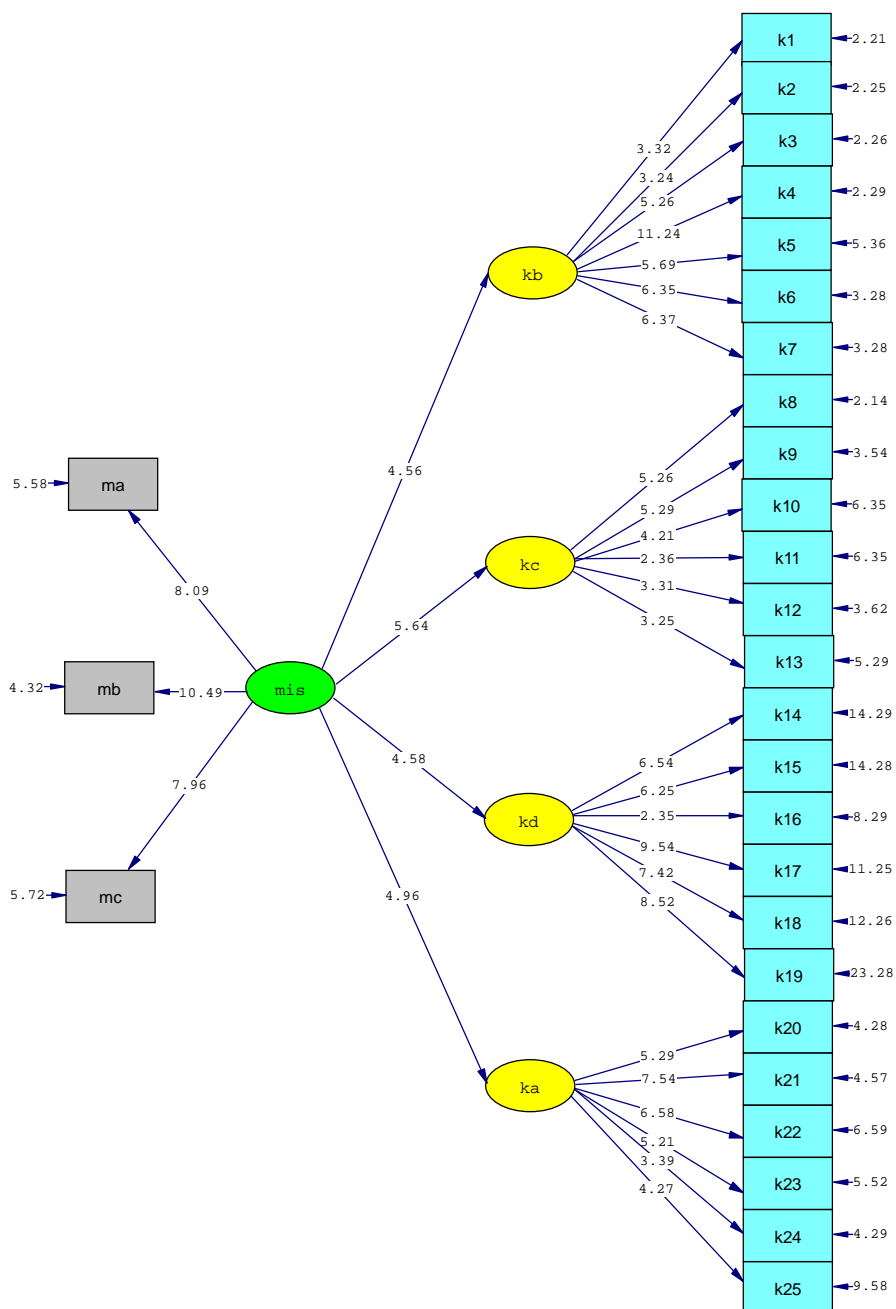 k1
2.21
k2
2.25
k3
2.26
k4
2.29
k5
5.36
k6
3.28
k7
3.28
k8
2.14
k9
3.54
k10
6.35
k11
6.35
k12
3.62
k13
5.29
k14
14.29
k15
14.28
k16
8.29
k17
11.25
k18
12.26
k19
23.28
k20
4.28
k21
4.57
k22
6.59
k23
5.52
k24
4.29
k25
9.58
3.32
3.24
5.26
11.24
5.69
6.35
6.37
kb
5.26
5.29
4.21
2.36
3.31
3.25
kc
6.54
6.25
2.35
9.54
7.42
8.52
kd
5.29
7.54
6.58
5.21
3.39
4.27
ka
4.56
5.64
4.58
4.96
mis
8.09
10.49
7.96
5.58
ma
4.32
mb
5.72
mc